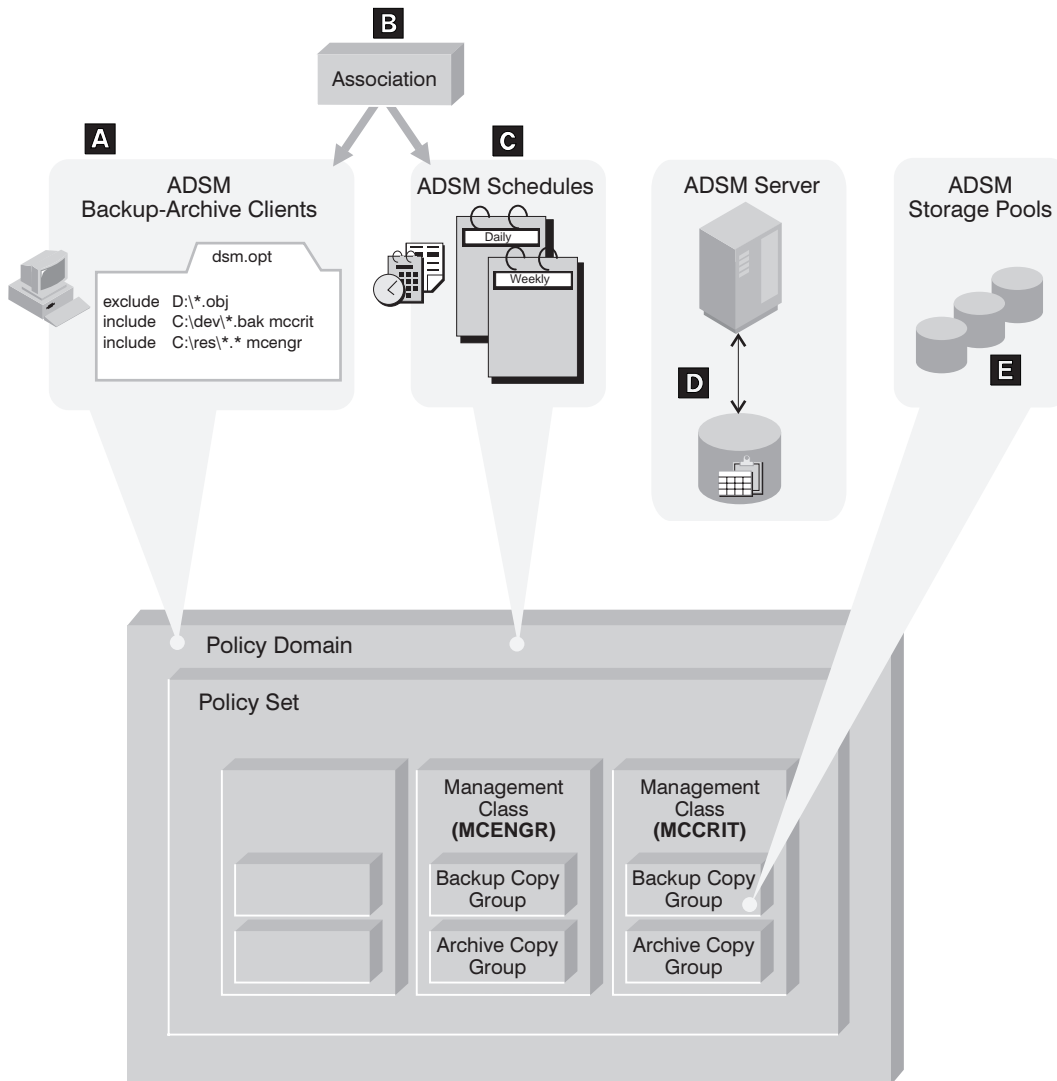 B
Association
A
C
ADSM
Backup-Archive Clients
dsm.opt
exclude D:\*.obj
include C:\dev\*.bak mccrit
include C:\res\*.* mcengr
ADSM Schedules
Daily
Weekly
ADSM Server
D
ADSM
Storage Pools
E
Policy Domain
Policy Set
Management
Class
(MCENGR)
Backup Copy
Group
Archive Copy
Group
Management
Class
(MCCRIT)
Backup Copy
Group
Archive Copy
Group